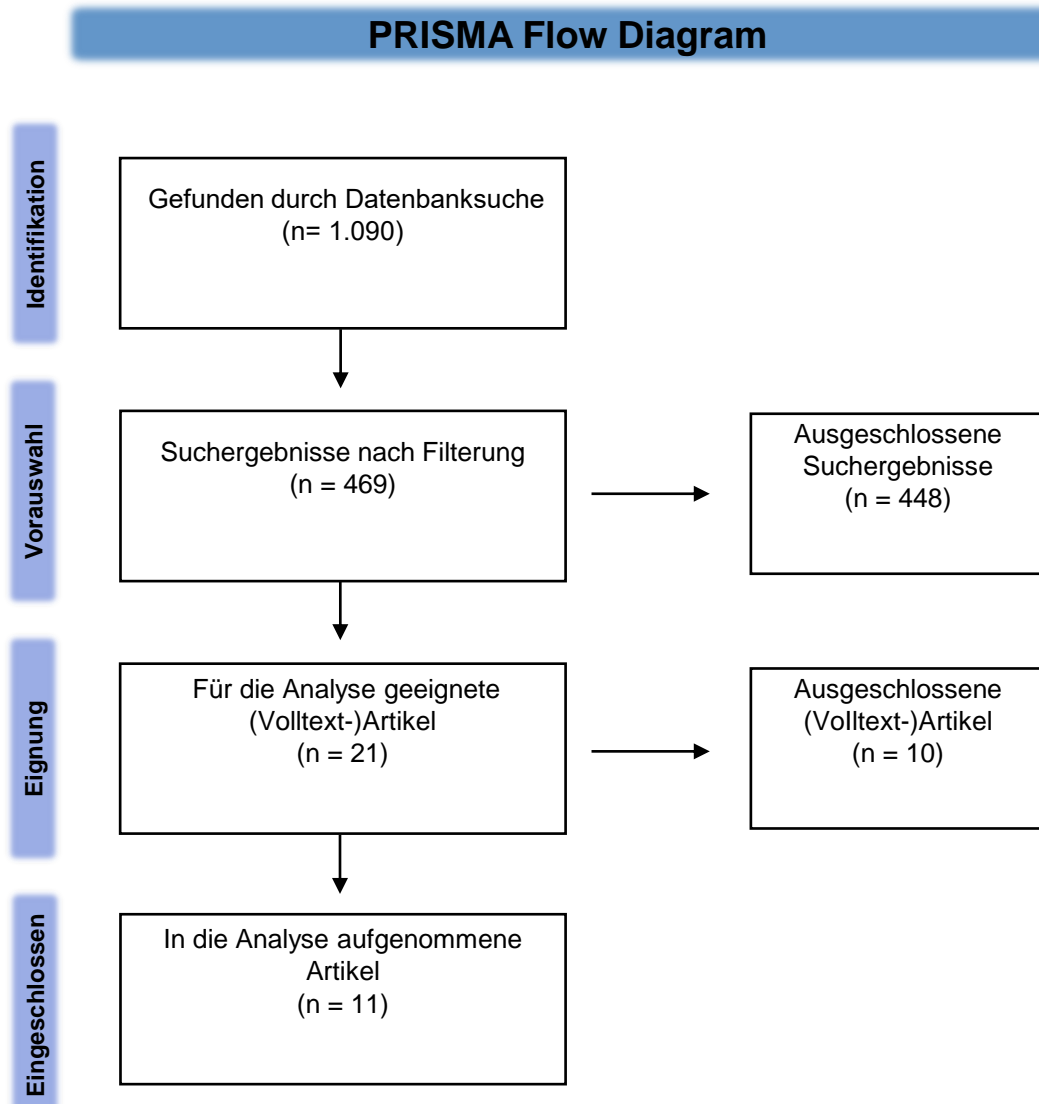 PRISMA Flow Diagram
Identifikation
Gefunden durch Datenbanksuche
(n= 1.090)
Vorauswahl
Suchergebnisse nach Filterung
(n = 469)
Ausgeschlossene
Suchergebnisse
(n = 448)
Eignung
Für die Analyse geeignete
(Volltext-)Artikel
(n = 21)
Ausgeschlossene
(Volltext-)Artikel
(n = 10)
Eingeschlossen
In die Analyse aufgenommene
Artikel
(n = 11)